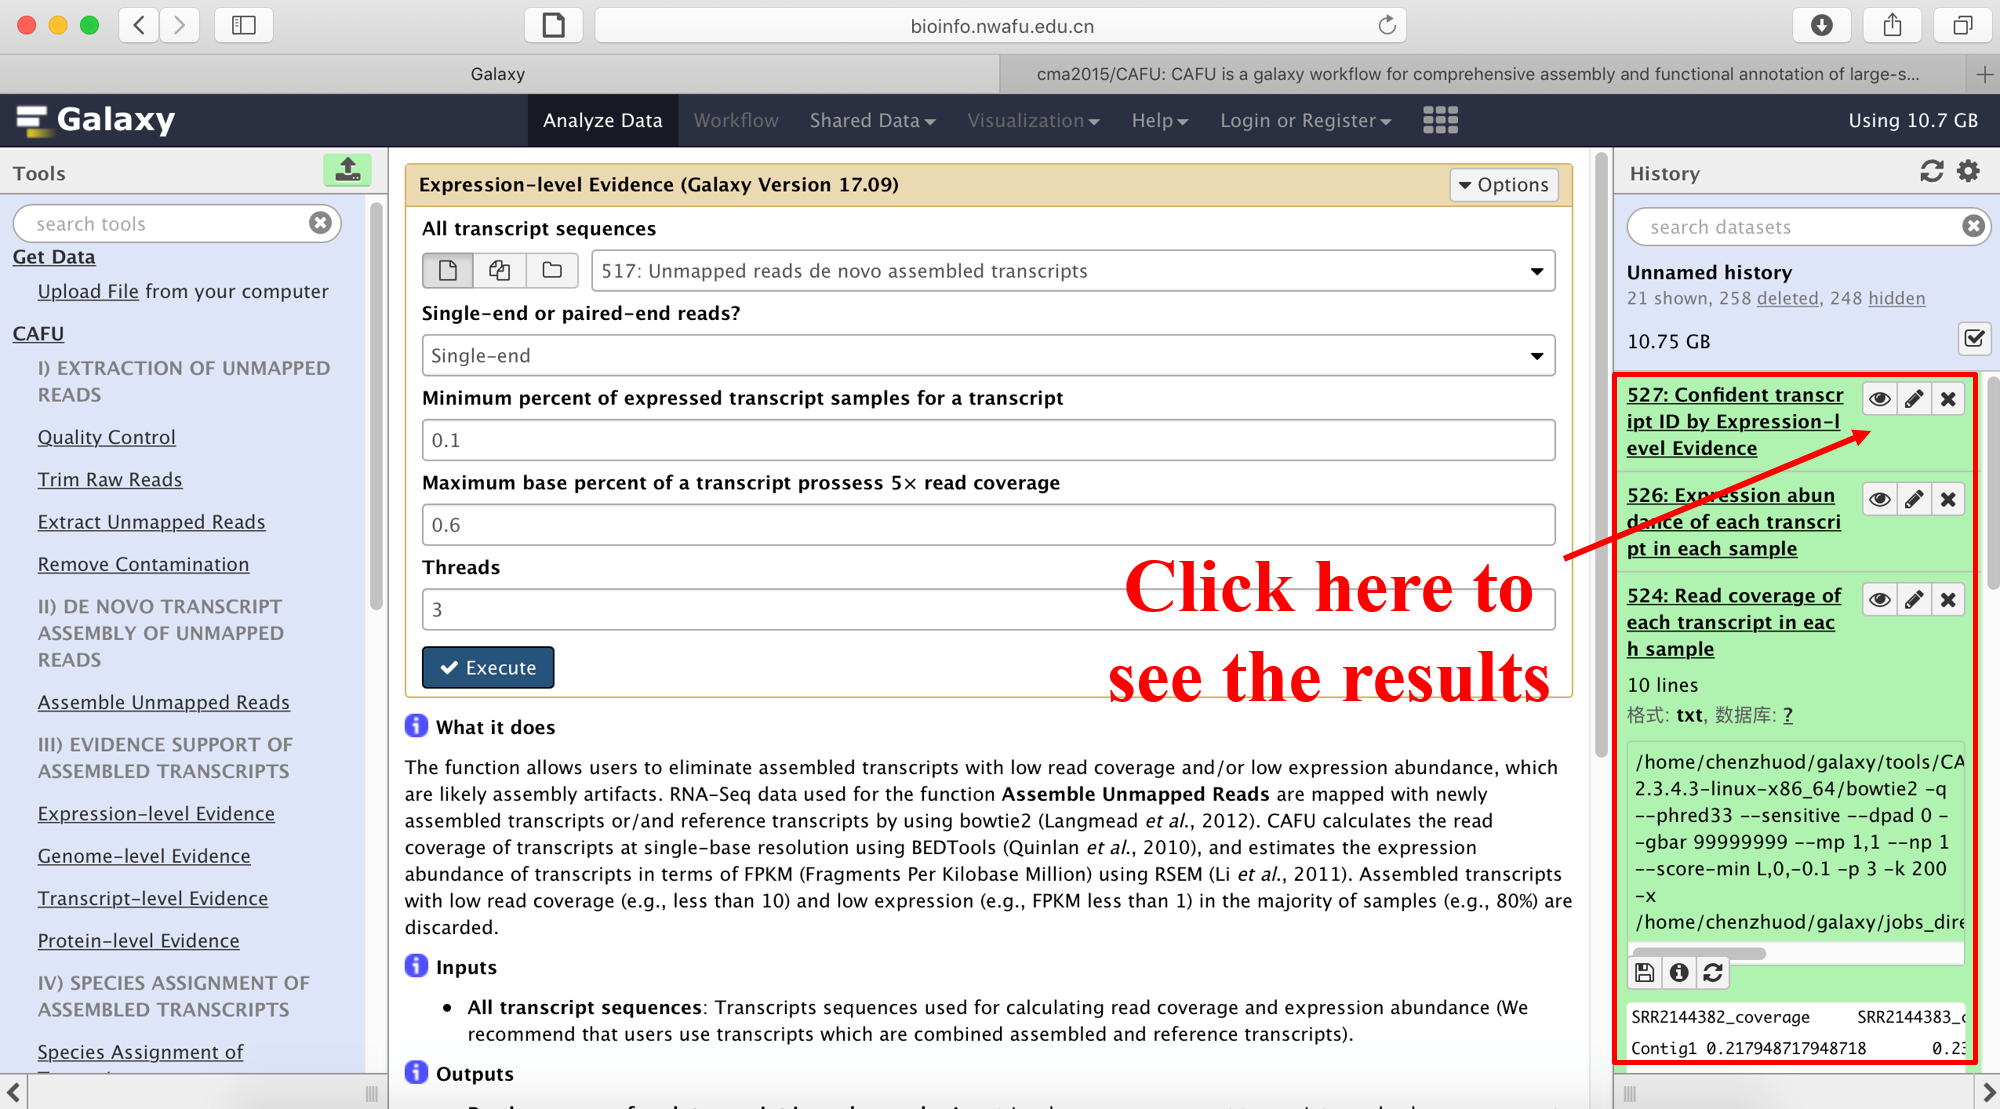 bioinfo.nwafu.edu.cn
Galaxy
cma2015/CAFU: CAFU is a galaxy workflow for comprehensive assembly and functional annotation of large-s...
Galaxy
Analyze Data
Workflow
Shared Data
Visualization
Help
Login or Register
Using 10.7 GB
Tools
search tools
Get Data
Upload File from your computer
CAFU
I) EXTRACTION OF UNMAPPED
READS
Quality Control
Trim Raw Reads
Extract Unmapped Reads
Remove Contamination
II) DE NOVO TRANSCRIPT
ASSEMBLY OF UNMAPPED
READS
Assemble Unmapped Reads
III) EVIDENCE SUPPORT OF
ASSEMBLED TRANSCRIPTS
Expression-level Evidence
Genome-level Evidence
Transcript-level Evidence
Protein-level Evidence
IV) SPECIES ASSIGNMENT OF
ASSEMBLED TRANSCRIPTS
Species Assignment of
Expression-level Evidence (Galaxy Version 17.09)
Options
All transcript sequences
517: Unmapped reads de novo assembled transcripts
Single-end or paired-end reads?
Single-end
Minimum percent of expressed transcript samples for a transcript
0.1
Maximum base percent of a transcript prossess 5× read coverage
0.6
Threads
3
Execute
Click here to
see the results
What it does
The function allows users to eliminate assembled transcripts with low read coverage and/or low expression abundance, which
are likely assembly artifacts. RNA-Seq data used for the function Assemble Unmapped Reads are mapped with newly
assembled transcripts or/and reference transcripts by using bowtie2 (Langmead et al., 2012). CAFU calculates the read
coverage of transcripts at single-base resolution using BEDTools (Quinlan et al., 2010), and estimates the expression
abundance of transcripts in terms of FPKM (Fragments Per Kilobase Million) using RSEM (Li et al., 2011). Assembled transcripts
with low read coverage (e.g., less than 10) and low expression (e.g., FPKM less than 1) in the majority of samples (e.g., 80%) are
discarded.
Inputs
• All transcript sequences: Transcripts sequences used for calculating read coverage and expression abundance (We
recommend that users use transcripts which are combined assembled and reference transcripts).
Outputs
History
search datasets
Unnamed history
21 shown, 258 deleted, 248 hidden
10.75 GB
527: Confident transcr
ipt ID by Expression-l
evel Evidence
526: Expression abun
dance of each transcri
pt in each sample
524: Read coverage of
each transcript in eac
h sample
10 lines
格式: txt, 数据库: ?
/home/chenzhuod/galaxy/tools/CA
2.3.4.3-linux-x86_64/bowtie2 -q
--phred33 --sensitive --dpad 0 -
-gbar 99999999 --mp 1,1 --np 1
--score-min L,0,-0.1 -p 3 -k 200
-x
/home/chenzhuod/galaxy/jobs_dire
SRR2144382_coverage SRR2144383_c
Contig1 0.217948717948718 0.23